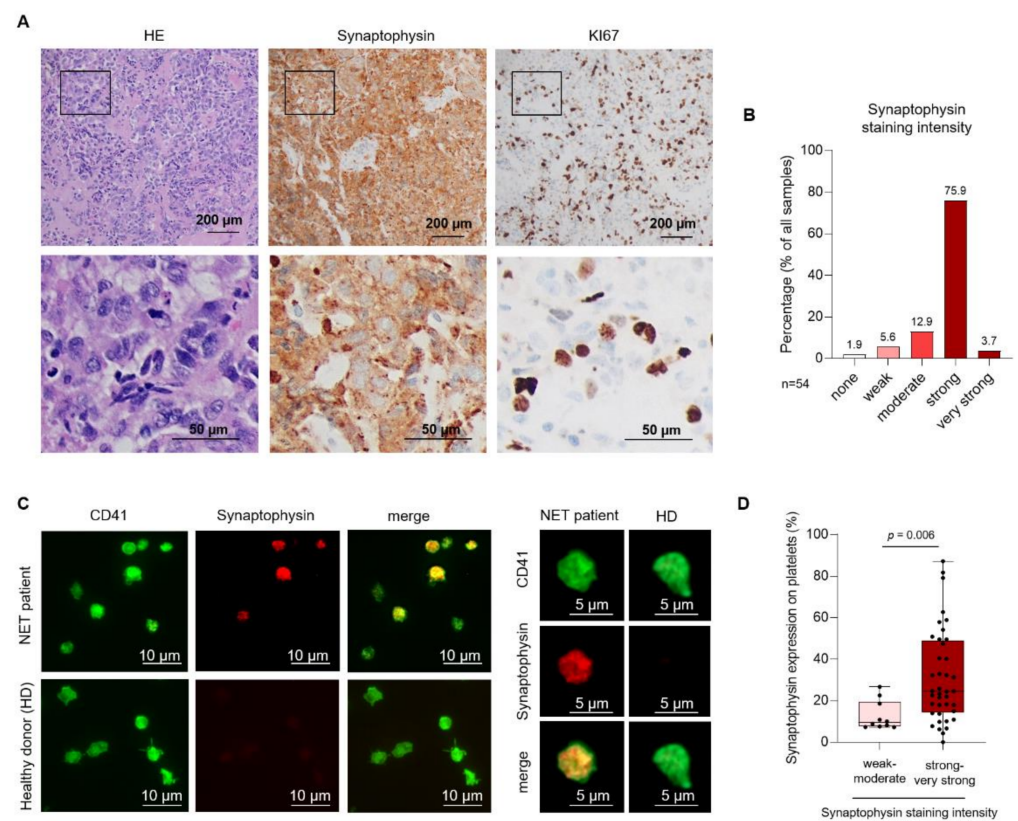 A
HE
Synaptophysin
KI67
200 µm
200 µm
200 µm
50 µm
50 µm
50 µm
B
Synaptophysin
staining intensity
Percentage (% of all samples)
100
80
60
40
20
0
1.9
5.6
12.9
75.9
3.7
n=54
none
weak
moderate
strong
very strong
C
CD41
Synaptophysin
merge
NET patient
10 µm
10 µm
10 µm
Healthy donor (HD)
10 µm
10 µm
10 µm
NET patient
HD
CD41
5 µm
5 µm
Synaptophysin
5 µm
5 µm
merge
5 µm
5 µm
D
Synaptophysin expression on platelets (%)
100
80
60
40
20
0
p = 0.006
weak-
moderate
strong-
very strong
Synaptophysin staining intensity